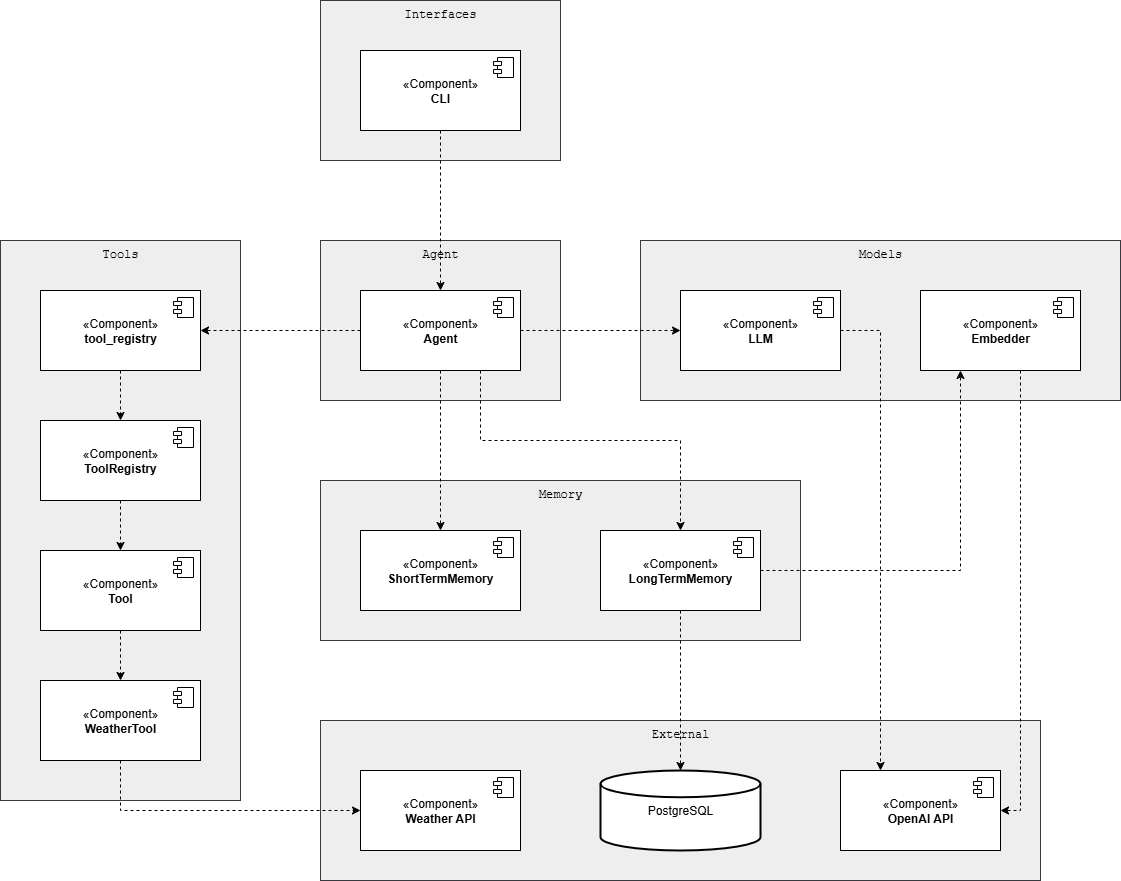 Interfaces
«Component»
CLI
Tools
Agent
Models
«Component»
tool_registry
«Component»
Agent
«Component»
LLM
«Component»
Embedder
«Component»
ToolRegistry
Memory
«Component»
Tool
«Component»
ShortTermMemory
«Component»
LongTermMemory
«Component»
WeatherTool
External
«Component»
Weather API
PostgreSQL
«Component»
OpenAI API